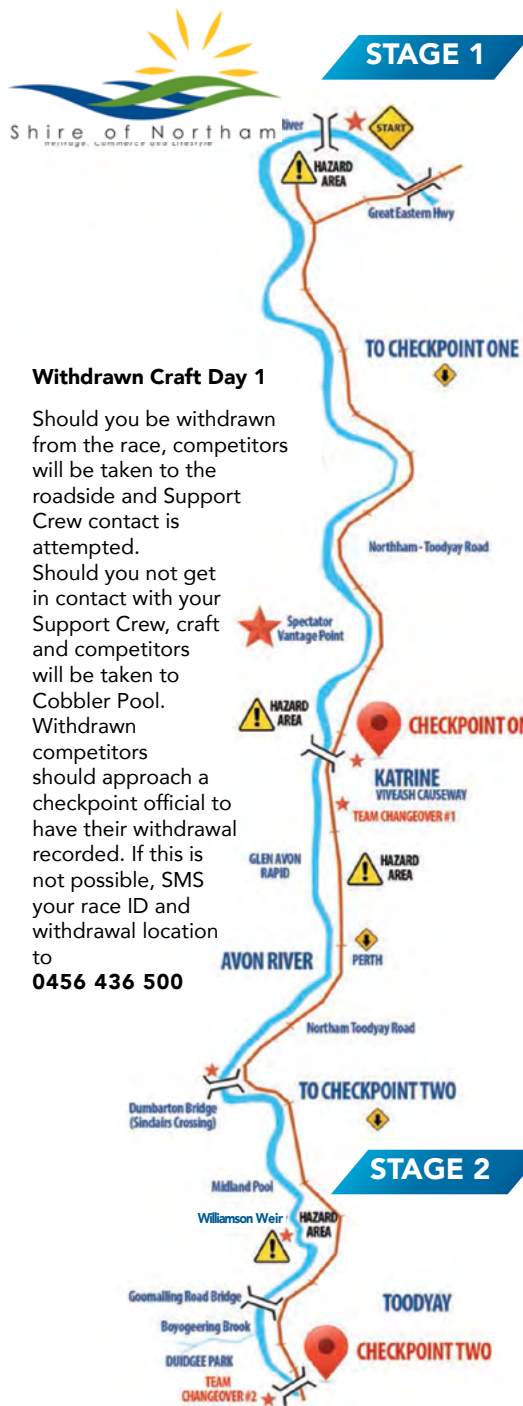 STAGE 1
Shire of Northam
Heritage, Commerce and Lifestyle
River
START
HAZARD
AREA
Great Eastern Hwy
TO CHECKPOINT ONE
Withdrawn Craft Day 1
Should you be withdrawn
from the race, competitors
will be taken to the
roadside and Support
Crew contact is
attempted.
Should you not get
in contact with your
Support Crew, craft
and competitors
will be taken to
Cobbler Pool.
Withdrawn
competitors
should approach a
checkpoint official to
have their withdrawal
recorded. If this is
not possible, SMS
your race ID and
withdrawal location
to
0456 436 500
Northham - Toodyay Road
Spectator
Vantage Point
HAZARD
AREA
CHECKPOINT ON
KATRINE
VIVEASH CAUSEWAY
TEAM CHANGEOVER #1
GLEN AVON
RAPID
HAZARD
AREA
AVON RIVER
PERTH
Northam Toodyay Road
TO CHECKPOINT TWO
Dumbarton Bridge
(Sinclairs Crossing)
STAGE 2
Midland Pool
Williamson Weir
HAZARD
AREA
Goomalling Road Bridge
TOODYAY
Boyogeering Brook
DUIDGEE PARK
CHECKPOINT TWO
TEAM
CHANGEOVER #2